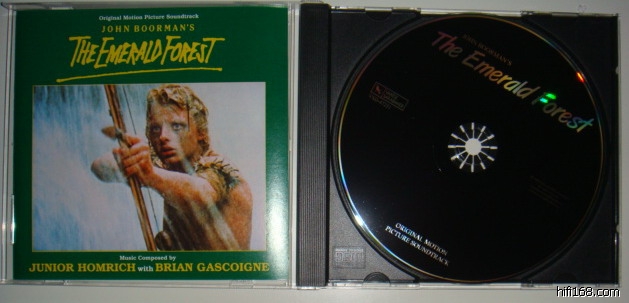 Original Motion Picture Soundtrack
JOHN BOORMAN'S
THE EMERALD FOREST
Music Composed by
JUNIOR HOMRICH with BRIAN GASCOIGNE
JOHN BOORMAN'S
The Emerald Forest
ORIGINAL MOTION
PICTURE SOUNDTRACK
hifi168.com